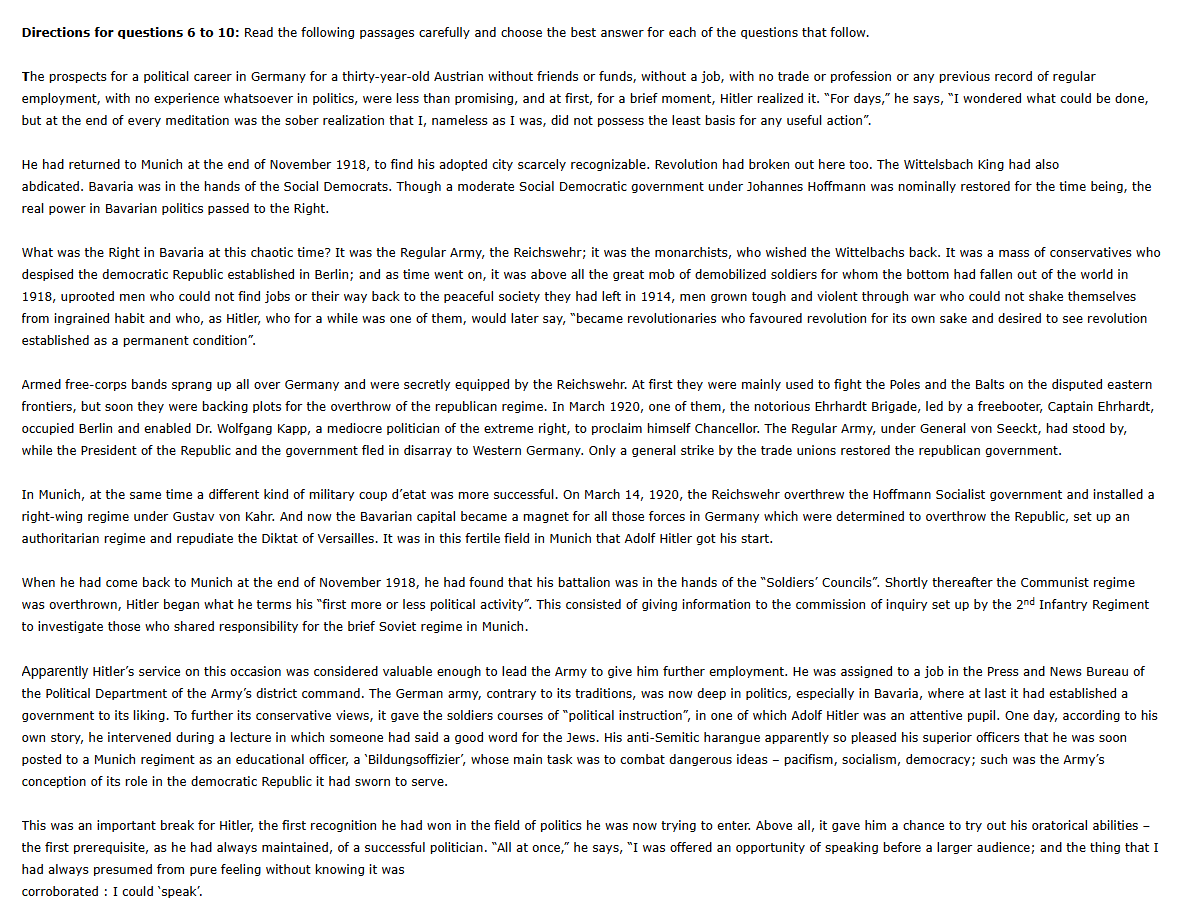 Directions for questions 6 to 10: Read the following passages carefully and choose the best answer for each of the questions that follow.
The prospects for a political career in Germany for a thirty-year-old Austrian without friends or funds, without a job, with no trade or profession or any previous record of regular
employment, with no experience whatsoever in politics, were less than promising, and at first, for a brief moment, Hitler realized it. “For days,” he says, “I wondered what could be done,
but at the end of every meditation was the sober realization that I, nameless as I was, did not possess the least basis for any useful action”.
He had returned to Munich at the end of November 1918, to find his adopted city scarcely recognizable. Revolution had broken out here too. The Wittelsbach King had also
abdicated. Bavaria was in the hands of the Social Democrats. Though a moderate Social Democratic government under Johannes Hoffmann was nominally restored for the time being, the
real power in Bavarian politics passed to the Right.
What was the Right in Bavaria at this chaotic time? It was the Regular Army, the Reichswehr; it was the monarchists, who wished the Wittelbachs back. It was a mass of conservatives who
despised the democratic Republic established in Berlin; and as time went on, it was above all the great mob of demobilized soldiers for whom the bottom had fallen out of the world in
1918, uprooted men who could not find jobs or their way back to the peaceful society they had left in 1914, men grown tough and violent through war who could not shake themselves
from ingrained habit and who, as Hitler, who for a while was one of them, would later say, “became revolutionaries who favoured revolution for its own sake and desired to see revolution
established as a permanent condition”.
Armed free-corps bands sprang up all over Germany and were secretly equipped by the Reichswehr. At first they were mainly used to fight the Poles and the Balts on the disputed eastern
frontiers, but soon they were backing plots for the overthrow of the republican regime. In March 1920, one of them, the notorious Ehrhardt Brigade, led by a freebooter, Captain Ehrhardt,
occupied Berlin and enabled Dr. Wolfgang Kapp, a mediocre politician of the extreme right, to proclaim himself Chancellor. The Regular Army, under General von Seeckt, had stood by,
while the President of the Republic and the government fled in disarray to Western Germany. Only a general strike by the trade unions restored the republican government.
In Munich, at the same time a different kind of military coup d’etat was more successful. On March 14, 1920, the Reichswehr overthrew the Hoffmann Socialist government and installed a
right-wing regime under Gustav von Kahr. And now the Bavarian capital became a magnet for all those forces in Germany which were determined to overthrow the Republic, set up an
authoritarian regime and repudiate the Diktat of Versailles. It was in this fertile field in Munich that Adolf Hitler got his start.
When he had come back to Munich at the end of November 1918, he had found that his battalion was in the hands of the “Soldiers’ Councils”. Shortly thereafter the Communist regime
was overthrown, Hitler began what he terms his “first more or less political activity”. This consisted of giving information to the commission of inquiry set up by the 2nd Infantry Regiment
to investigate those who shared responsibility for the brief Soviet regime in Munich.
Apparently Hitler’s service on this occasion was considered valuable enough to lead the Army to give him further employment. He was assigned to a job in the Press and News Bureau of
the Political Department of the Army’s district command. The German army, contrary to its traditions, was now deep in politics, especially in Bavaria, where at last it had established a
government to its liking. To further its conservative views, it gave the soldiers courses of “political instruction”, in one of which Adolf Hitler was an attentive pupil. One day, according to his
own story, he intervened during a lecture in which someone had said a good word for the Jews. His anti-Semitic harangue apparently so pleased his superior officers that he was soon
posted to a Munich regiment as an educational officer, a ‘Bildungsoffizier’, whose main task was to combat dangerous ideas – pacifism, socialism, democracy; such was the Army’s
conception of its role in the democratic Republic it had sworn to serve.
This was an important break for Hitler, the first recognition he had won in the field of politics he was now trying to enter. Above all, it gave him a chance to try out his oratorical abilities –
the first prerequisite, as he had always maintained, of a successful politician. “All at once,” he says, “I was offered an opportunity of speaking before a larger audience; and the thing that I
had always presumed from pure feeling without knowing it was
corroborated : I could ‘speak’.